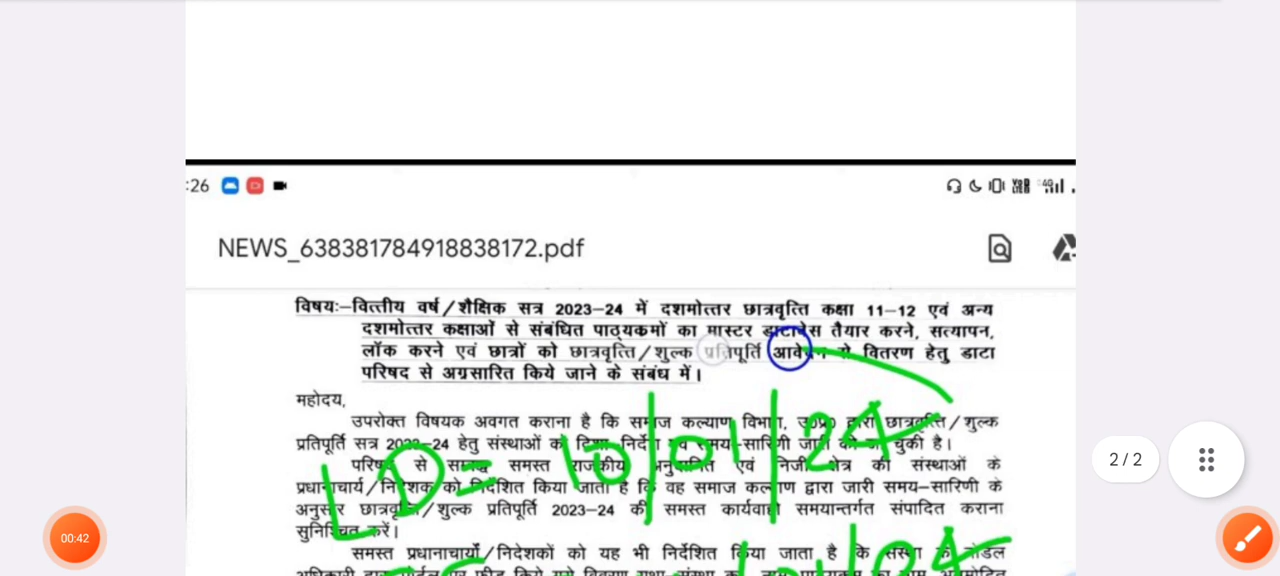 :26
NEWS_638381784918838172.pdf
विषयः–वित्तीय वर्ष/शैक्षिक सत्र 2023–24 में दशमोत्तर छात्रवृत्ति कक्षा 11–12 एवं अन्य
दशमोत्तर कक्षाओं से संबंधित पाठ्यकमों का मास्टर डाटाबेस तैयार करने, सत्यापन,
लॉक करने एवं छात्रों को छात्रवृत्ति/शुल्क प्रतिपूर्ति आवेदन से वितरण हेतु डाटा
परिषद से अग्रसारित किये जाने के संबंध में।
महोदय,
उपरोक्त विषयक अवगत कराना है कि समाज कल्याण विभाग, उ0प्र0 द्वारा छात्रवृत्ति/शुल्क
प्रतिपूर्ति सत्र 2023–24 हेतु संस्थाओं को दिशा निर्देश एवं समय–सारिणी जारी की जा चुकी है।
परिषद से सम्बद्ध समस्त राजकीय अनुदानित एवं निजी क्षेत्र की संस्थाओं के
2/2
प्रधानाचार्य/निदेशक को निर्देशित किया जाता है कि वह समाज कल्याण द्वारा जारी समय–सारिणी के
अनुसार छात्रवृत्ति/शुल्क प्रतिपूर्ति 2023–24 की समस्त कार्यवाही समयान्तर्गत संपादित कराना
सुनिश्चित करें।
LD= 10/01/24
00:42
समस्त प्रधानाचार्यो/निदेशकों को यह भी निर्देशित किया जाता है कि संस्था के नोडल